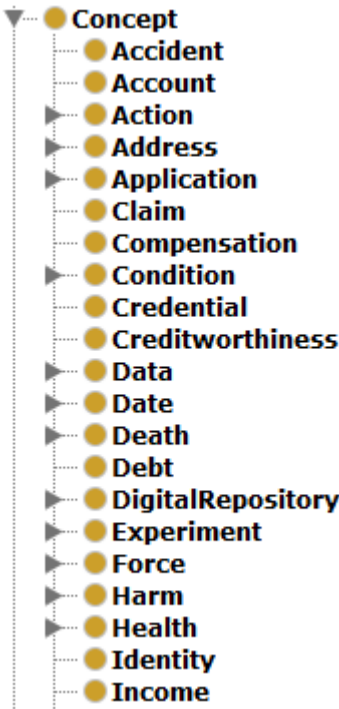 Concept
Accident
Account
Action
Address
Application
Claim
Compensation
Condition
Credential
Creditworthiness
Data
Date
Death
Debt
DigitalRepository
Experiment
Force
Harm
Health
Identity
Income